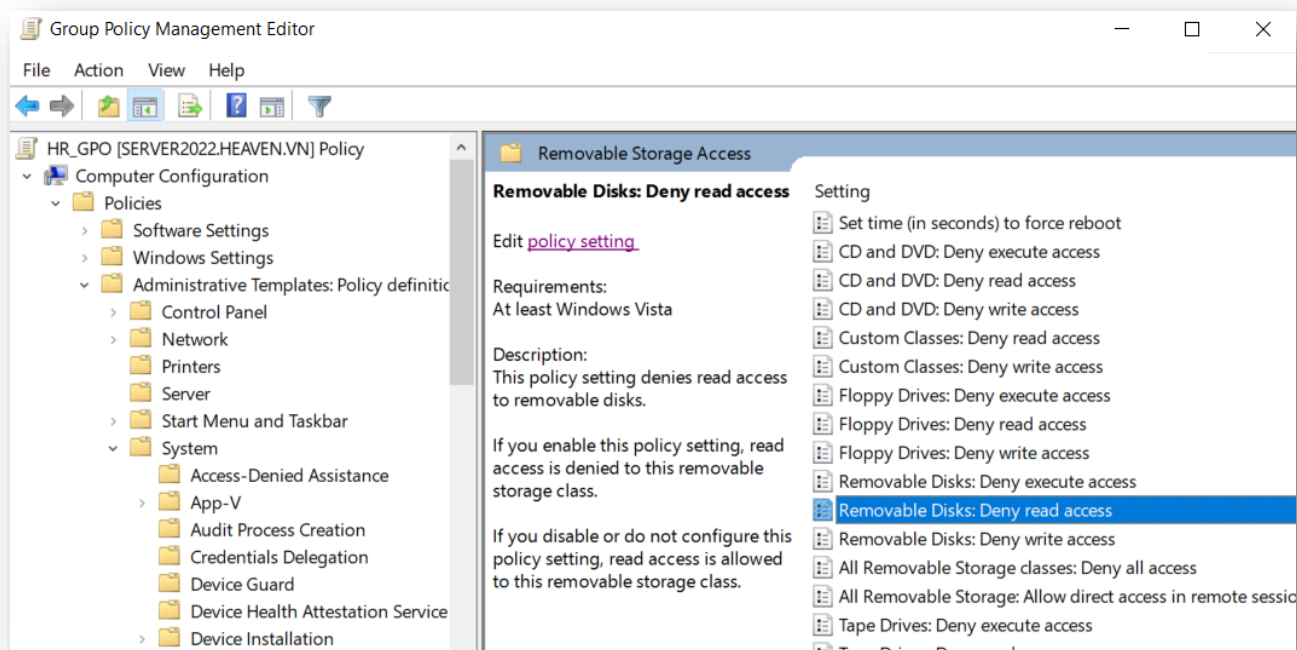 Group Policy Management Editor
File Action View Help
HR_GPO [SERVER2022.HEAVEN.VN] Policy
Computer Configuration
Policies
Software Settings
Windows Settings
Administrative Templates: Policy
Control Panel
Network
Printers
Server
Start Menu and Taskbar
System
Access-Denied Assistance
App-V
Audit Process Creation
Credentials Delegation
Device Guard
Device Health Attestation Service
Device Installation
Removable Storage Access
Removable Disks: Deny read access
Edit policy setting
Requirements:
At least Windows Vista
Description:
This policy setting denies read access
to removable disks.
If you enable this policy setting, read
access is denied to this removable
storage class.
If you disable or do not configure this
policy setting, read access is allowed
to this removable storage class.
Setting
Set time (in seconds) to force reboot
CD and DVD: Deny execute access
CD and DVD: Deny read access
CD and DVD: Deny write access
Custom Classes: Deny read access
Custom Classes: Deny write access
Floppy Drives: Deny execute access
Floppy Drives: Deny read access
Floppy Drives: Deny write access
Removable Disks: Deny execute access
Removable Disks: Deny read access
Removable Disks: Deny write access
All Removable Storage classes: Deny all access
All Removable Storage: Allow direct access in remote
Tape Drives: Deny execute access